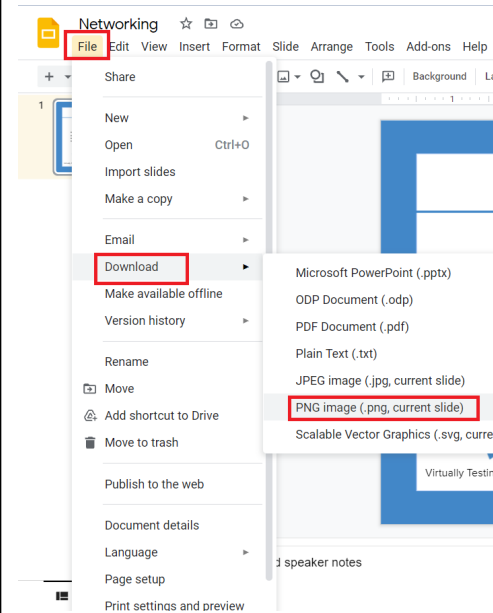 Networking
File Edit View Insert Format Slide Arrange Tools Add-ons Help
Background
1
1
Share
New
Open Ctrl+O
Import slides
Make a copy
Email
Download
Make available offline
Version history
Rename
Move
Add shortcut to Drive
Move to trash
Publish to the web
Document details
Language
Page setup
Print settings and preview
Microsoft PowerPoint (.pptx)
ODP Document (.odp)
PDF Document (.pdf)
Plain Text (.txt)
JPEG image (.jpg, current slide)
PNG image (.png, current slide)
Scalable Vector Graphics (.svg, curre
Virtually Testin
d speaker notes